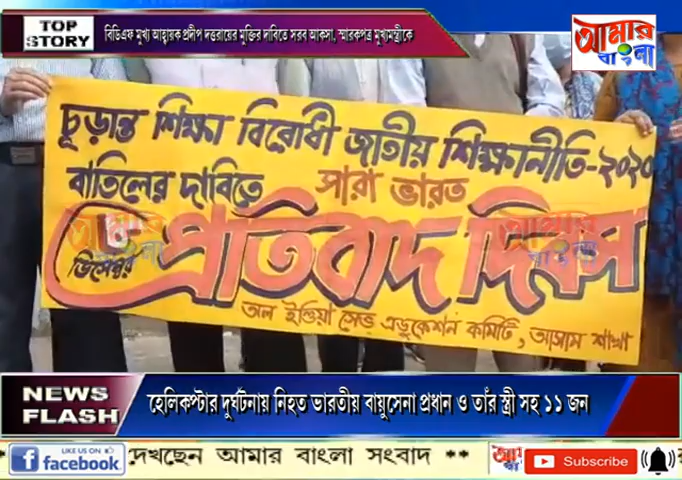 TOP STORY
বিডিএফ মুখ্য আহ্বায়ক প্রদীপ দত্তরায়ের মুক্তির দাবিতে সরব আকসা, স্মারকপত্র মুখ্যমন্ত্রীকে
আমার বাংলা
চূড়ান্ত শিক্ষা বিরোধী জাতীয় শিক্ষানীতি-২০২০
বাতিলের দাবিতে সারা ভারত
ডিসেম্বর প্রতিবাদ দিবস
অল ইণ্ডিয়া সেভ এডুকেশন কমিটি, আসাম শাখা
NEWS FLASH
হেলিকপ্টার দুর্ঘটনায় নিহত ভারতীয় বায়ুসেনা প্রধান ও তাঁর স্ত্রী সহ ১১ জন
LIKE US ON
facebook
দেখছেন আমার বাংলা সংবাদ **
Subscribe